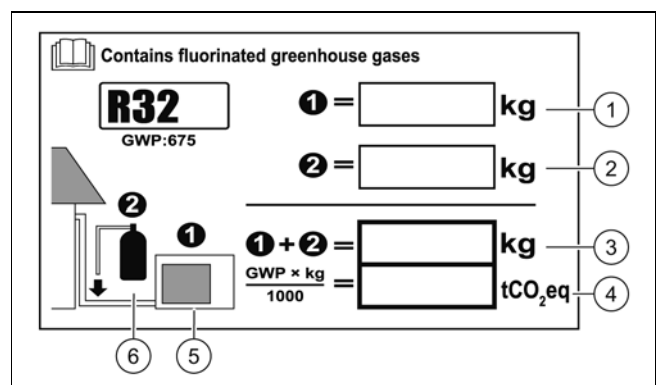 Contains fluorinated greenhouse gases
R32
GWP:675
❶ = kg ①
❷ = kg ②
❷
❶
❶+❷ = kg ③
GWP × kg
1000
= tCO₂eq ④
⑥ ⑤